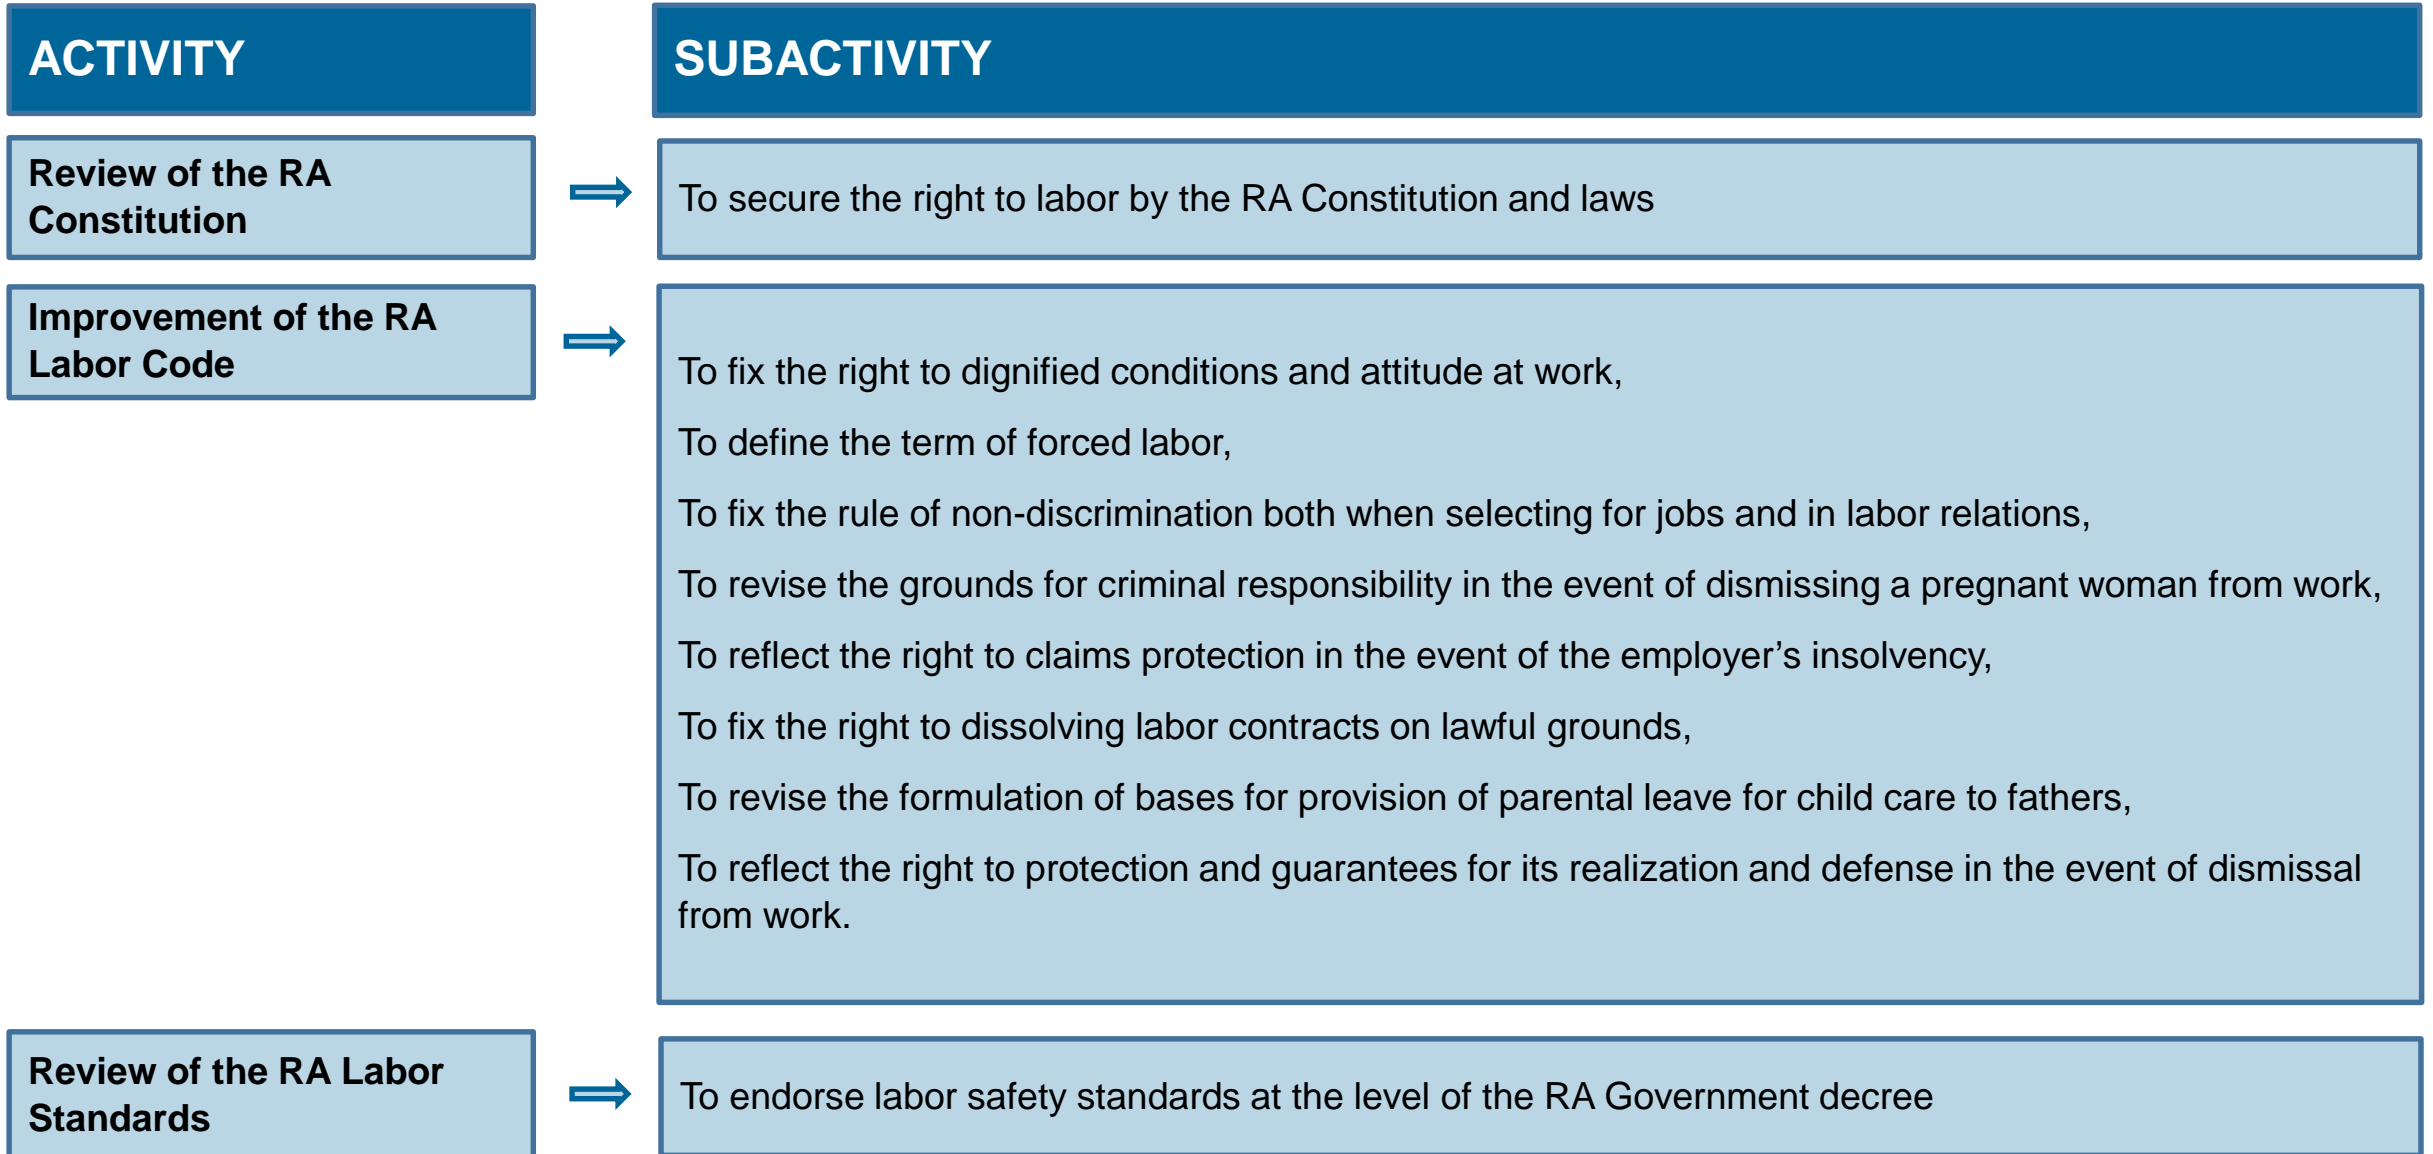 ACTIVITY
SUBACTIVITY
Review of the RA
Constitution
To secure the right to labor by the RA Constitution and laws
Improvement of the RA
Labor Code
To fix the right to dignified conditions and attitude at work,
To define the term of forced labor,
To fix the rule of non-discrimination both when selecting for jobs and in labor relations,
To revise the grounds for criminal responsibility in the event of dismissing a pregnant woman from work,
To reflect the right to claims protection in the event of the employer’s insolvency,
To fix the right to dissolving labor contracts on lawful grounds,
To revise the formulation of bases for provision of parental leave for child care to fathers,
To reflect the right to protection and guarantees for its realization and defense in the event of dismissal
from work.
Review of the RA Labor
Standards
To endorse labor safety standards at the level of the RA Government decree